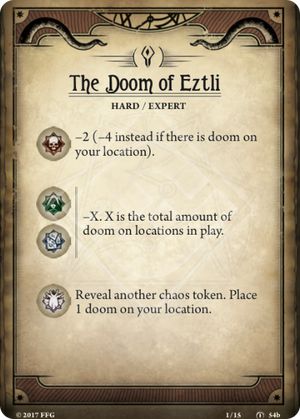 The Doom of Eztli
HARD / EXPERT
–2 (–4 instead if there is doom on
your location).
–X. X is the total amount of
doom on locations in play.
Reveal another chaos token. Place
1 doom on your location.
© 2017 FFG 1/15 54b